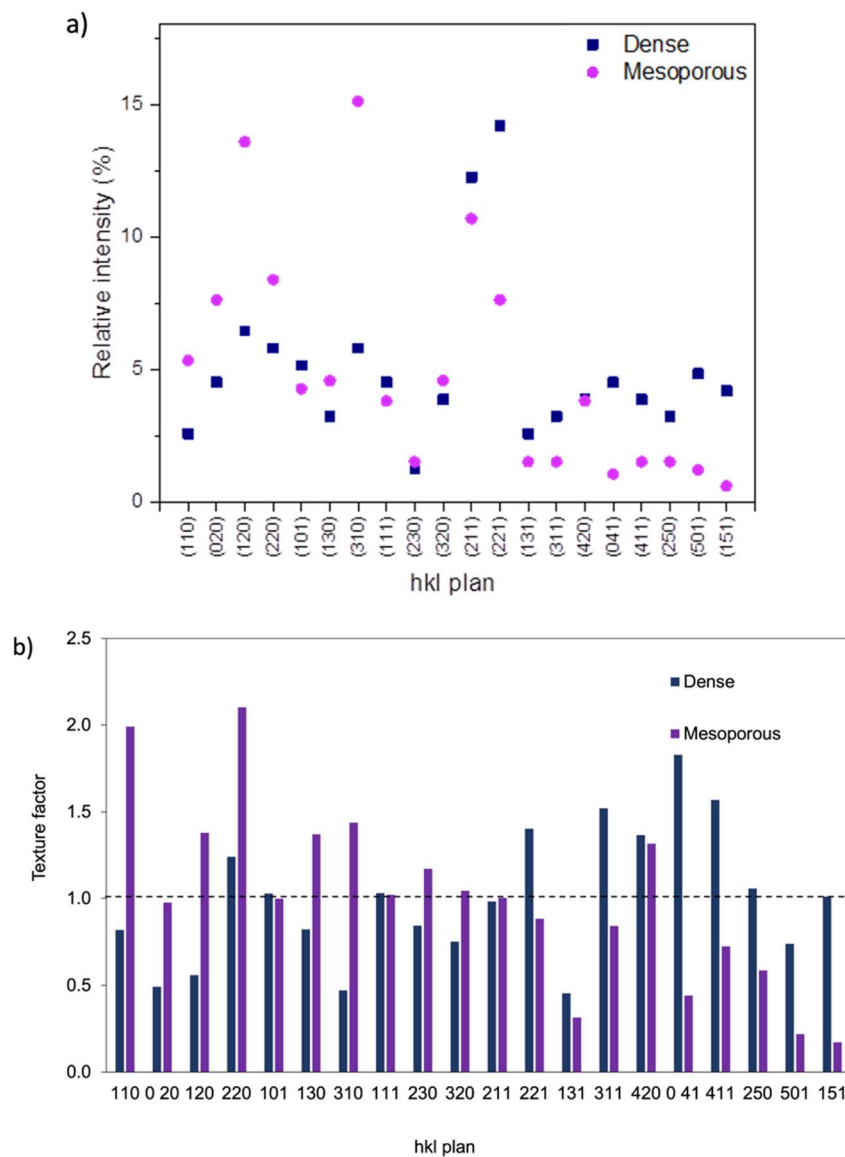 a)
Dense
Mesoporous
15
10
5
0
Relative intensity (%)
(110) (020) (120) (220) (101) (130) (310) (111) (230) (320) (211) (221) (131) (311) (420) (041) (411) (250) (501) (151)
hkl plan
b)
2.5
2.0
1.5
1.0
0.5
0.0
Texture factor
Dense
Mesoporous
110 0 20 120 220 101 130 310 111 230 320 211 221 131 311 420 0 41 411 250 501 151
hkl plan